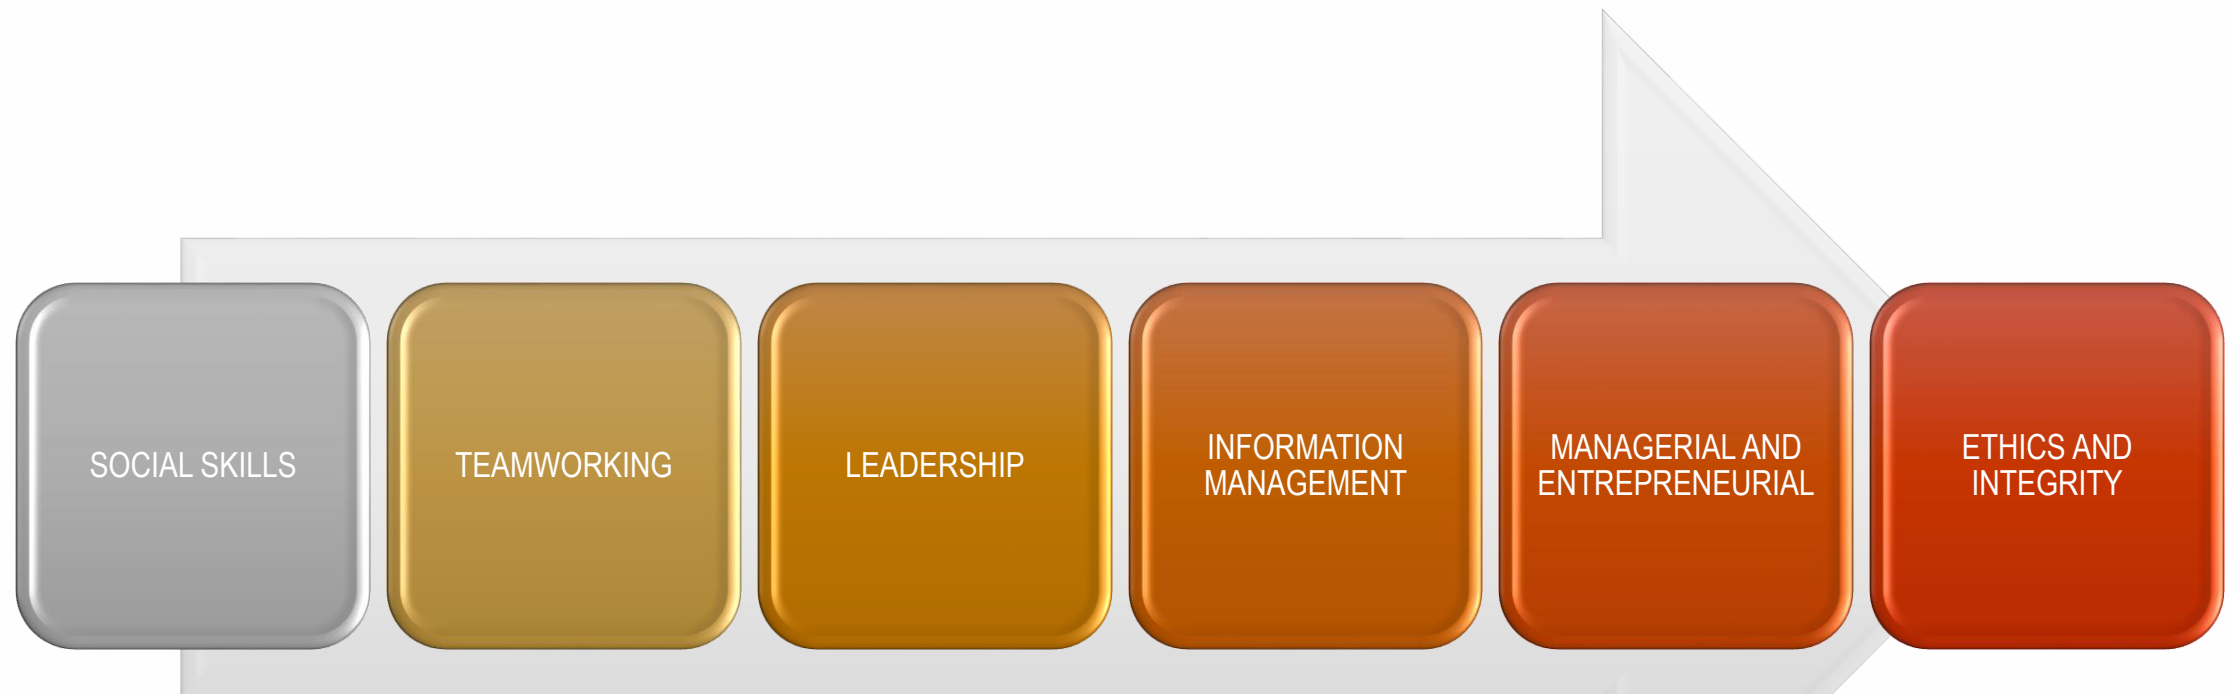 SOCIAL SKILLS
TEAMWORKING
LEADERSHIP
INFORMATION
MANAGEMENT
MANAGERIAL AND
ENTREPRENEURIAL
ETHICS AND
INTEGRITY